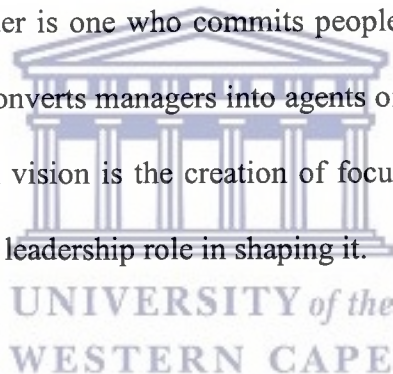 er is one who commits people
onverts managers into agents o
vision is the creation of focu
leadership role in shaping it.
UNIVERSITY of the
WESTERN CAPE